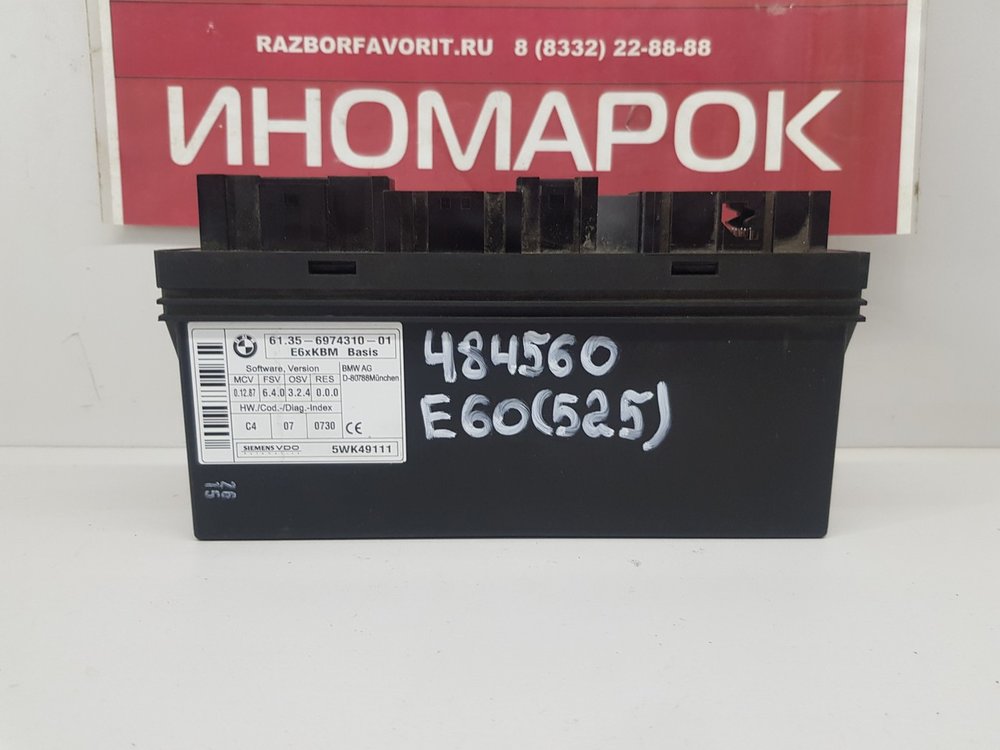 RAZBORFAVORIT.RU 8 (8332) 22-88-88
ИНОМАРОК
61.35-6974310-01
E6xKBM Basis
Software, Version
MCV FSV OSV RES
0.12.87 6.4.0 3.2.4 0.0.0
BMW AG
D-80788München
HW./Cod.-/Diag.-Index
C4 07 0730 CE
SIEMENS VDO
5WK49111
484560
E60(525)
26
15